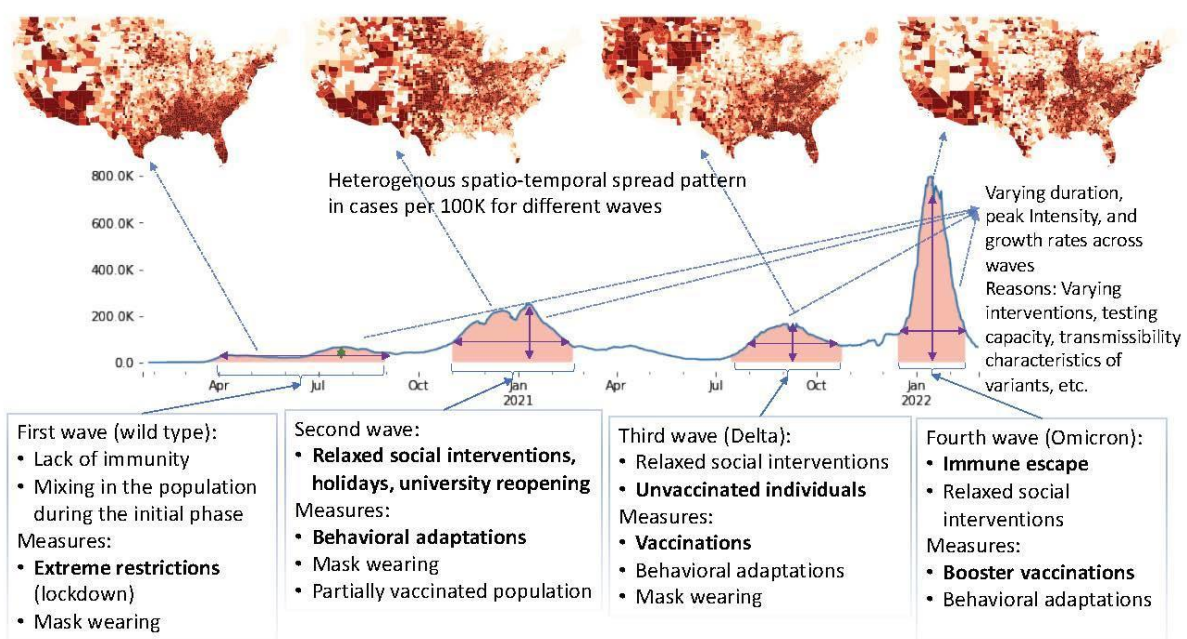 800.0K
600.0K
400.0K
200.0K
0.0
Heterogenous spatio-temporal spread pattern
in cases per 100K for different waves
Varying duration,
peak Intensity, and
growth rates across
waves
Reasons: Varying
interventions, testing
capacity, transmissibility
characteristics of
variants, etc.
Apr
Jul
Oct
Jan
2021
Apr
Jul
Oct
Jan
2022
First wave (wild type):
• Lack of immunity
• Mixing in the population
during the initial phase
Measures:
• Extreme restrictions
(lockdown)
• Mask wearing
Second wave:
• Relaxed social interventions,
holidays, university reopening
Measures:
• Behavioral adaptations
• Mask wearing
• Partially vaccinated population
Third wave (Delta):
• Relaxed social interventions
• Unvaccinated individuals
Measures:
• Vaccinations
• Behavioral adaptations
• Mask wearing
Fourth wave (Omicron):
• Immune escape
• Relaxed social
interventions
Measures:
• Booster vaccinations
• Behavioral adaptations